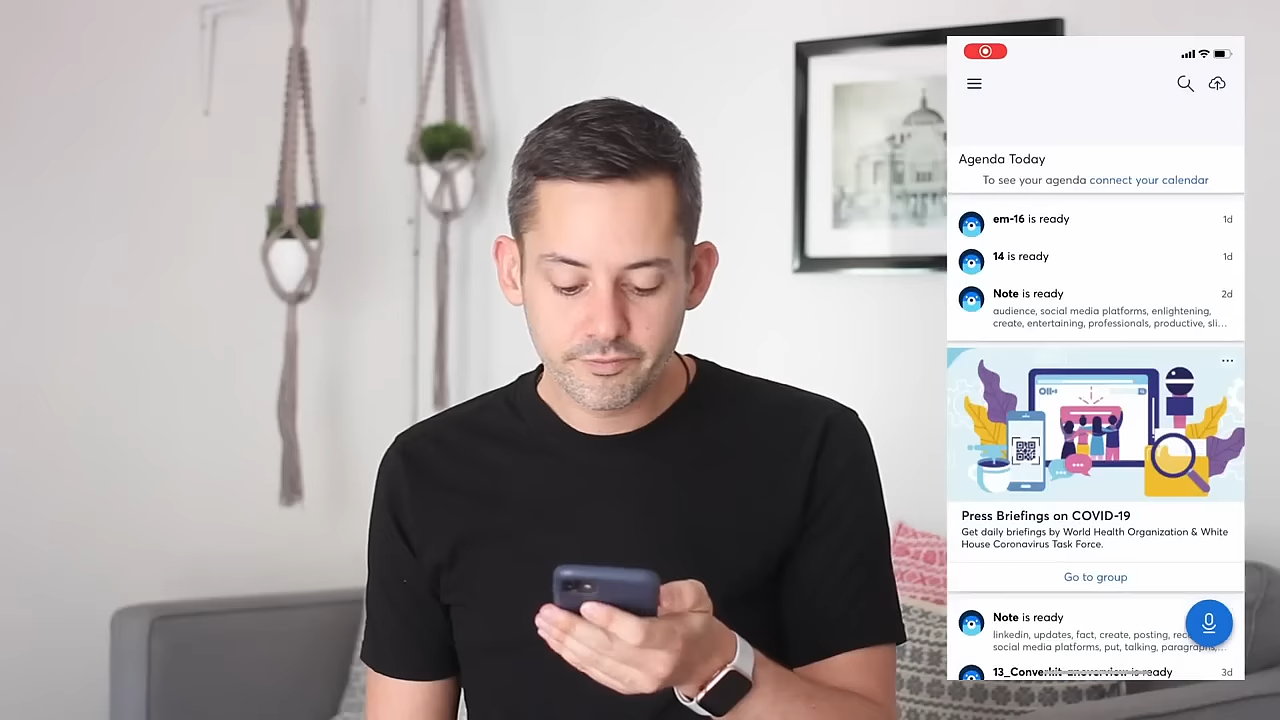 Agenda Today
To see your agenda connect your calendar
em-16 is ready 1d
14 is ready 1d
Note is ready 2d
audience, social media platforms, enlightening,
create, entertaining, professionals, productive, sli...
Press Briefings on COVID-19
Get daily briefings by World Health Organization & White
House Coronavirus Task Force.
Go to group
Note is ready
linkedin, updates, fact, create, posting,
social media platforms, put, talking,
is ready 3d